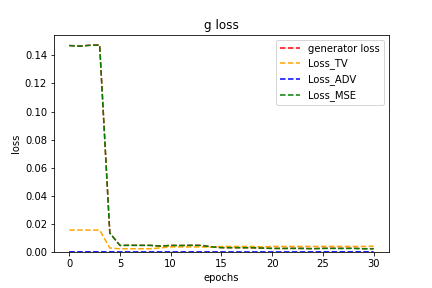 g loss
generator loss
Loss_TV
Loss_ADV
Loss_MSE
loss
0.14
0.12
0.10
0.08
0.06
0.04
0.02
0.00
0 5 10 15 20 25 30
epochs